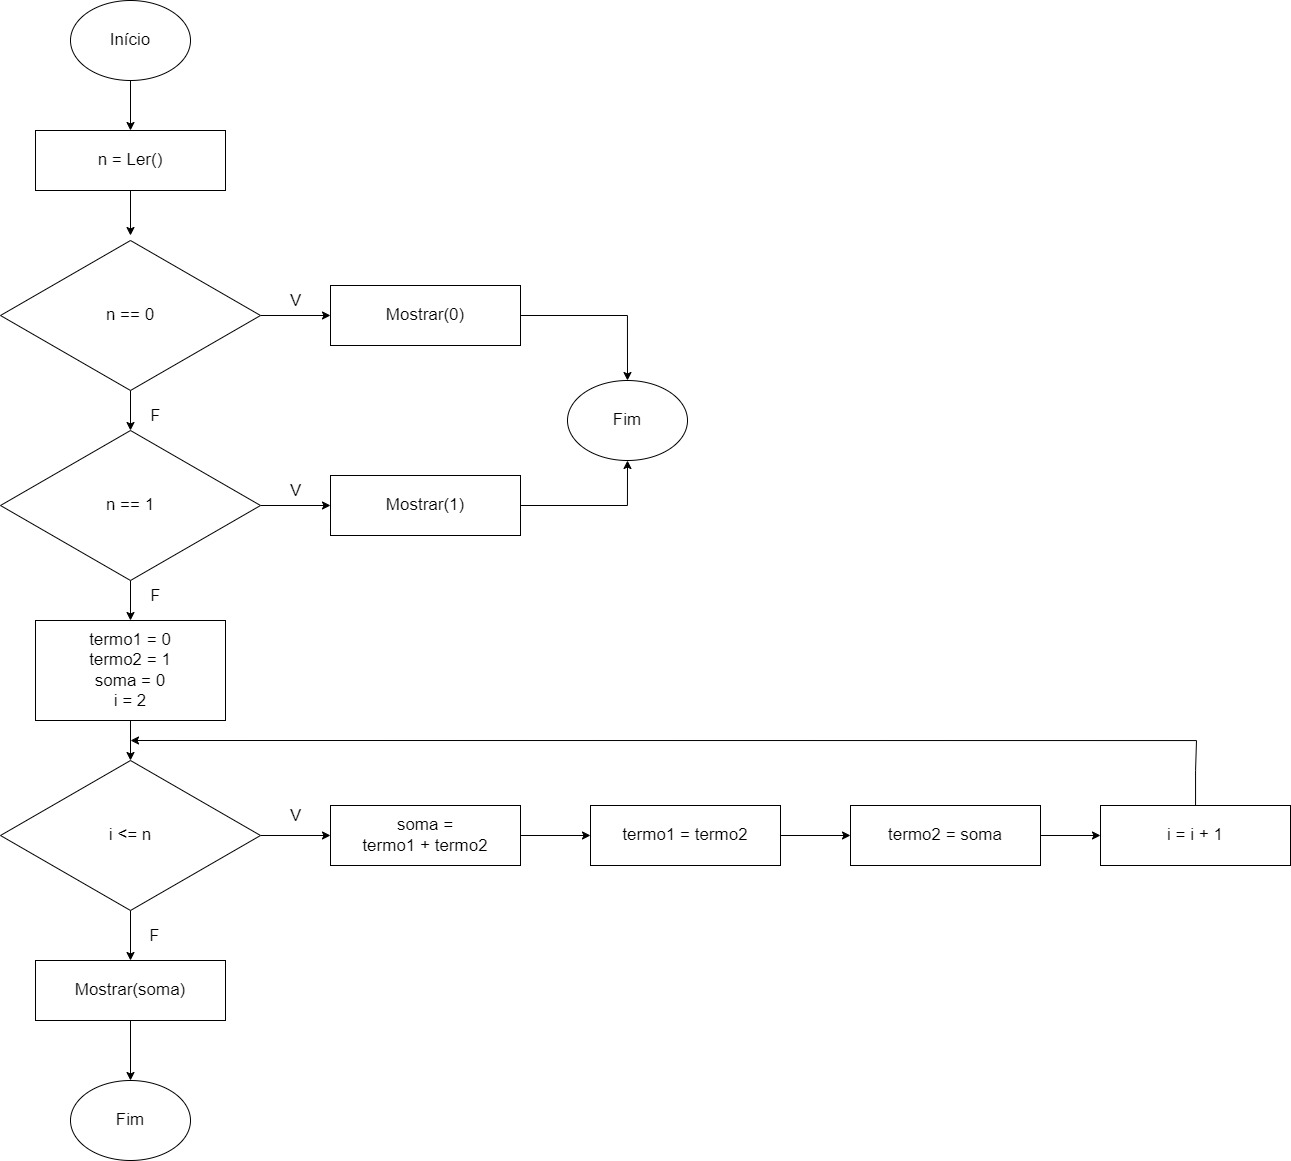 Início
n = Ler()
n == 0
V
Mostrar(0)
F
Fim
n == 1
V
Mostrar(1)
F
termo1 = 0
termo2 = 1
soma = 0
i = 2
i <= n
V
soma =
termo1 + termo2
termo1 = termo2
termo2 = soma
i = i + 1
F
Mostrar(soma)
Fim